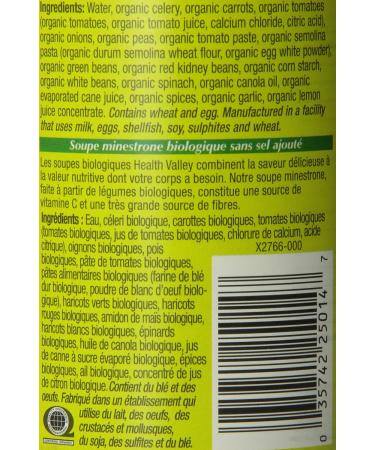 Ingredients: Water, organic celery, organic carrots, organic tomatoes
(organic tomatoes, organic tomato juice, calcium chloride, citric acid),
organic onions, organic peas, organic tomato paste, organic semolina
pasta (organic durum semolina wheat flour, organic egg white powder),
organic green beans, organic red kidney beans, organic corn starch,
organic white beans, organic spinach, organic canola oil, organic
evaporated cane juice, organic spices, organic garlic, organic lemon
juice concentrate. Contains wheat and egg. Manufactured in a facility
that uses milk, eggs, shellfish, soy, sulphites and wheat.
Soupe minestrone biologique sans sel ajouté
Les soupes biologiques Health Valley combinent la saveur délicieuse à
la valeur nutritive dont votre corps a besoin. Notre soupe minestrone,
faite à partir de légumes biologiques, constitue une source de
vitamine C et une très grande source de fibres.
Ingrédients : Eau, céleri biologique, carottes biologiques, tomates biologiques
(tomates biologiques, jus de tomates biologiques, chlorure de calcium, acide
citrique), oignons biologiques, pois
biologiques, pâte de tomates biologiques,
pâtes alimentaires biologiques (farine de blé
dur biologique, poudre de blanc d'oeuf biolo-
gique), haricots verts biologiques, haricots
rouges biologiques, amidon de maïs biologique,
haricots blancs biologiques, épinards
biologiques, huile de canola biologique, jus
de canne à sucre évaporé biologique, épices
biologiques, ail biologique, concentré de jus
de citron biologique. Contient du blé et des
oeufs. Fabriqué dans un établissement qui
utilise du lait, des oeufs, des
crustacés et mollusques,
du soja, des sulfites et du blé.
X2766-000
0 35742 25014 7